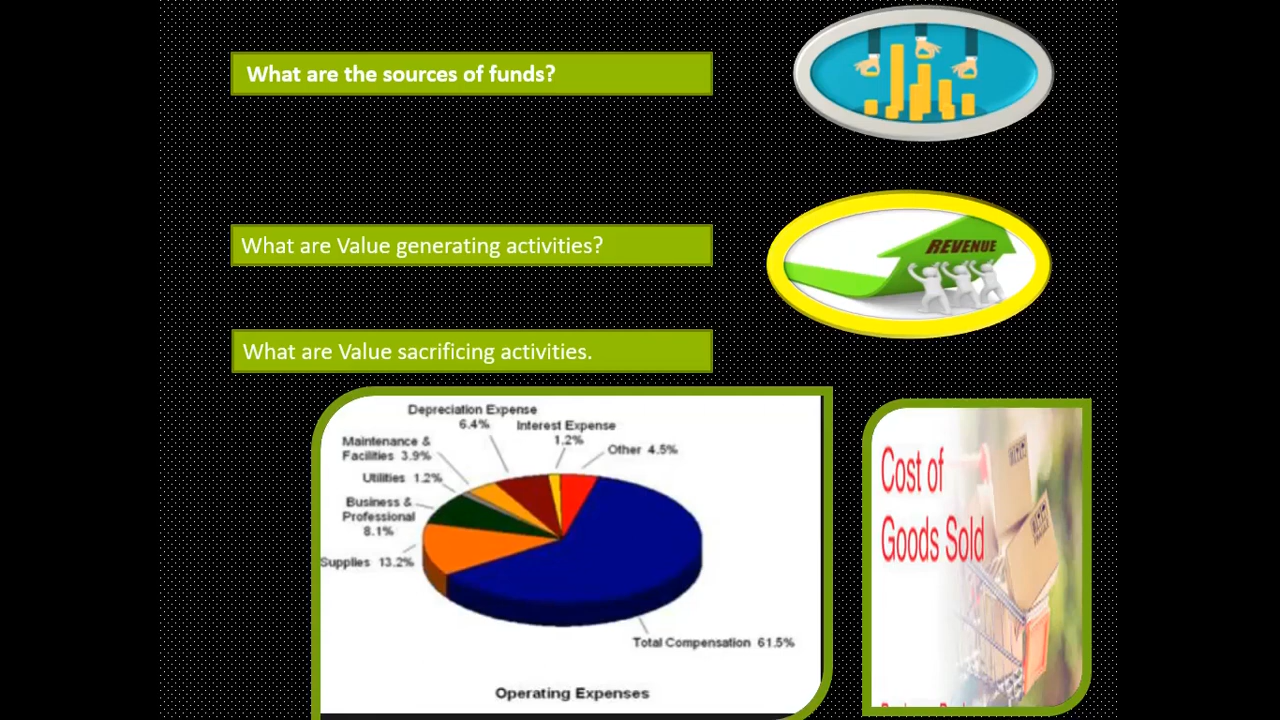 What are the sources of funds?
What are Value generating activities?
REVENUE
What are Value sacrificing activities.
Depreciation Expense
6.4%
Interest Expense
1.2%
Other 4.5%
Maintenance &
Facilities 3.9%
Utilities 1.2%
Business &
Professional
8.1%
Supplies 13.2%
Total Compensation 61.5%
Operating Expenses
Cost of
Goods Sold